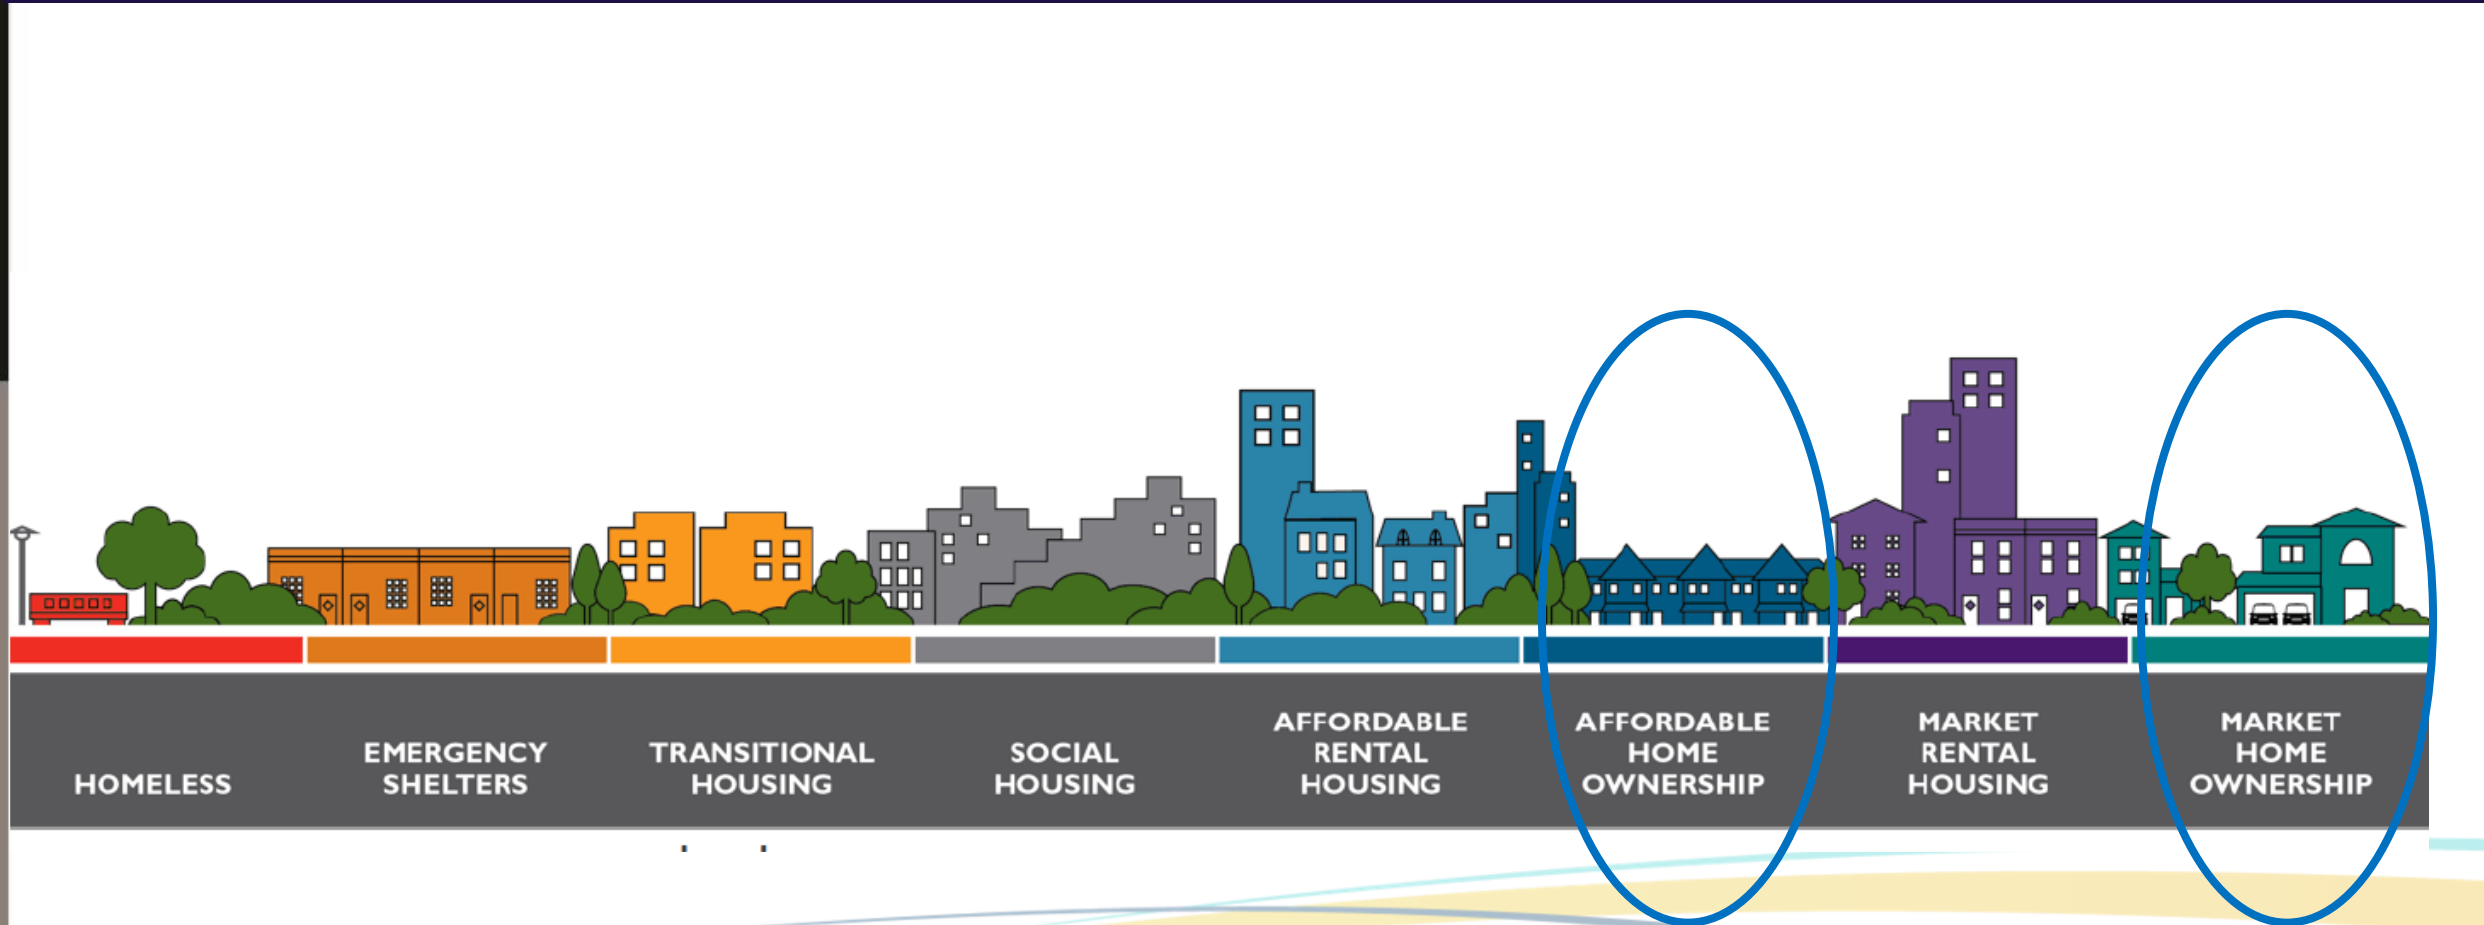 HOMELESS
EMERGENCY
SHELTERS
TRANSITIONAL
HOUSING
SOCIAL
HOUSING
AFFORDABLE
RENTAL
HOUSING
AFFORDABLE
HOME
OWNERSHIP
MARKET
RENTAL
HOUSING
MARKET
HOME
OWNERSHIP